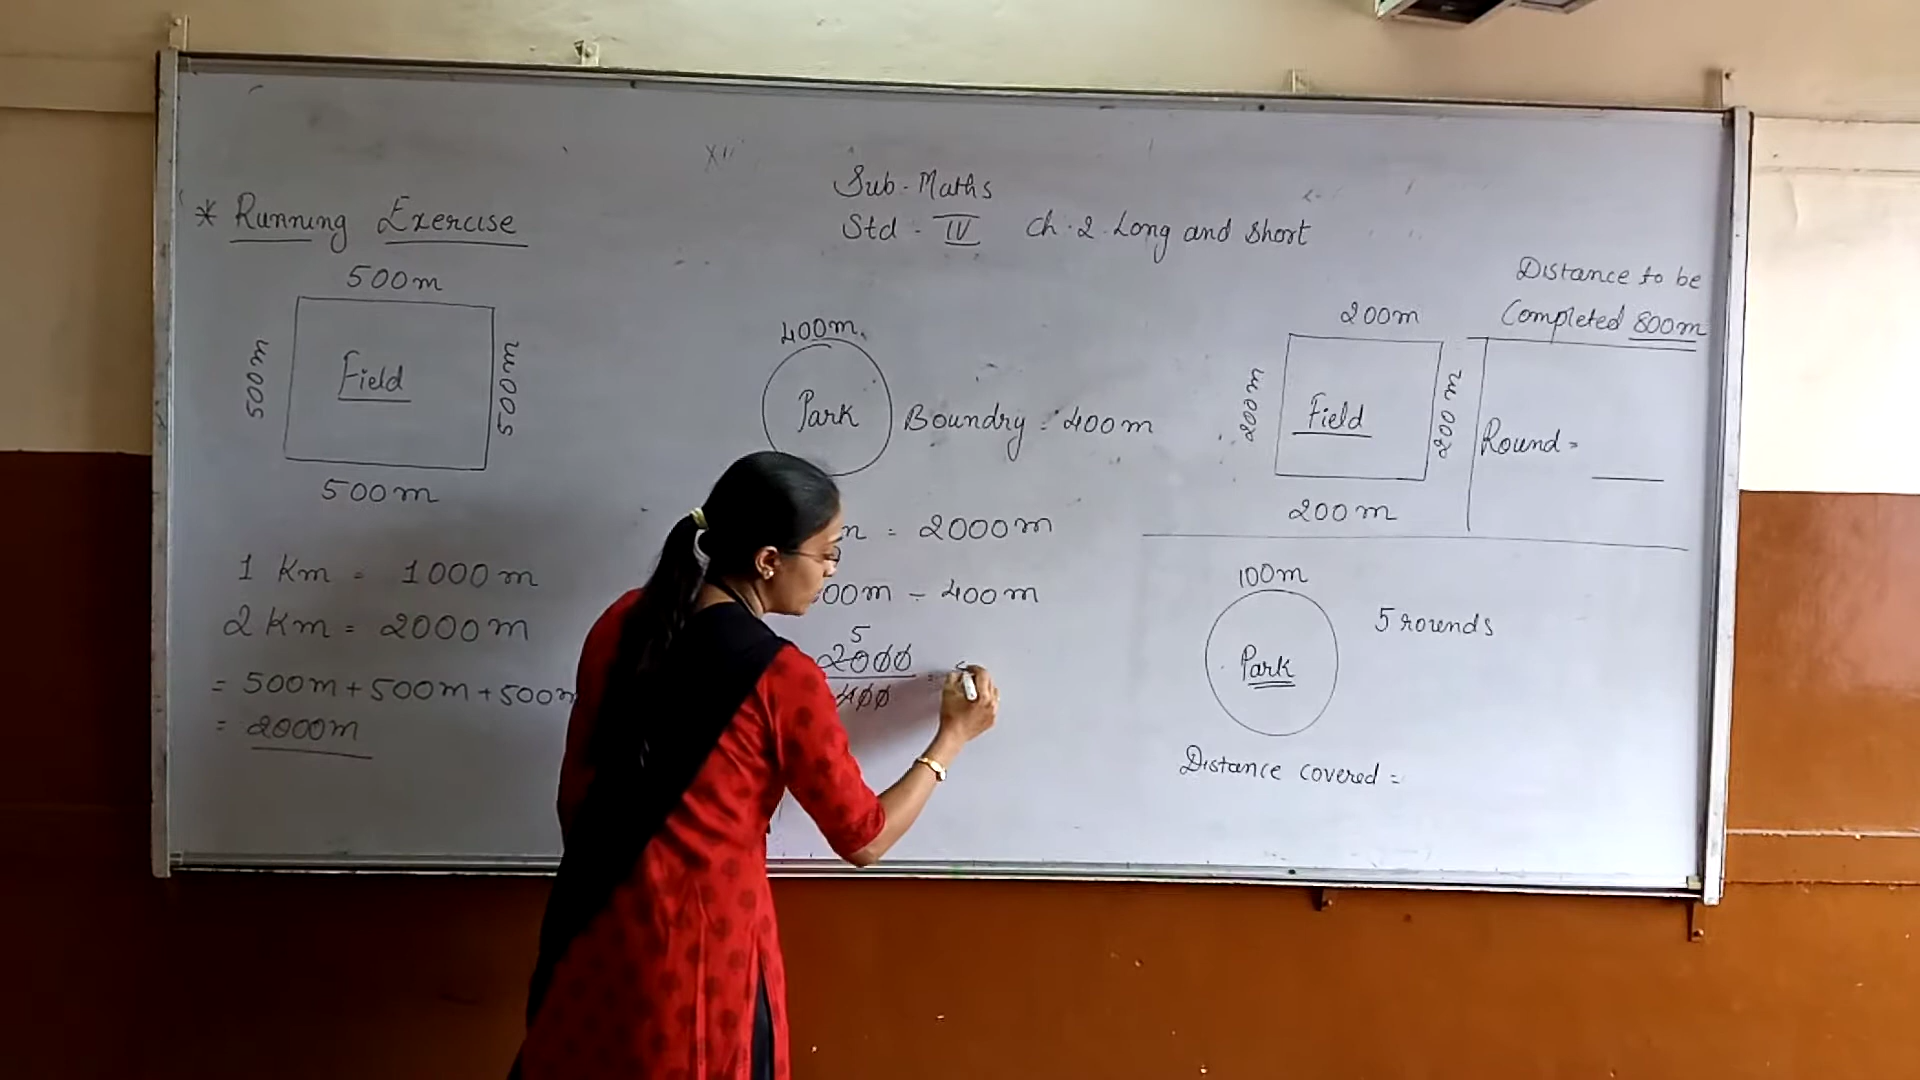 Sub - Maths
Std - IV Ch. 2. Long and Short
* Running Exercise
500m
500m
Field
500m
500m
1 Km = 1000m
2 Km = 2000m
= 500m + 500m + 500m
= 2000m
400m.
Park
Boundry : 400m
= 2000m
00m ÷ 400m
5
2000
400
=
Distance to be
Completed 800m
200m
200m
Field
200m
200m
Round =
100m
Park
5 rounds
Distance covered =